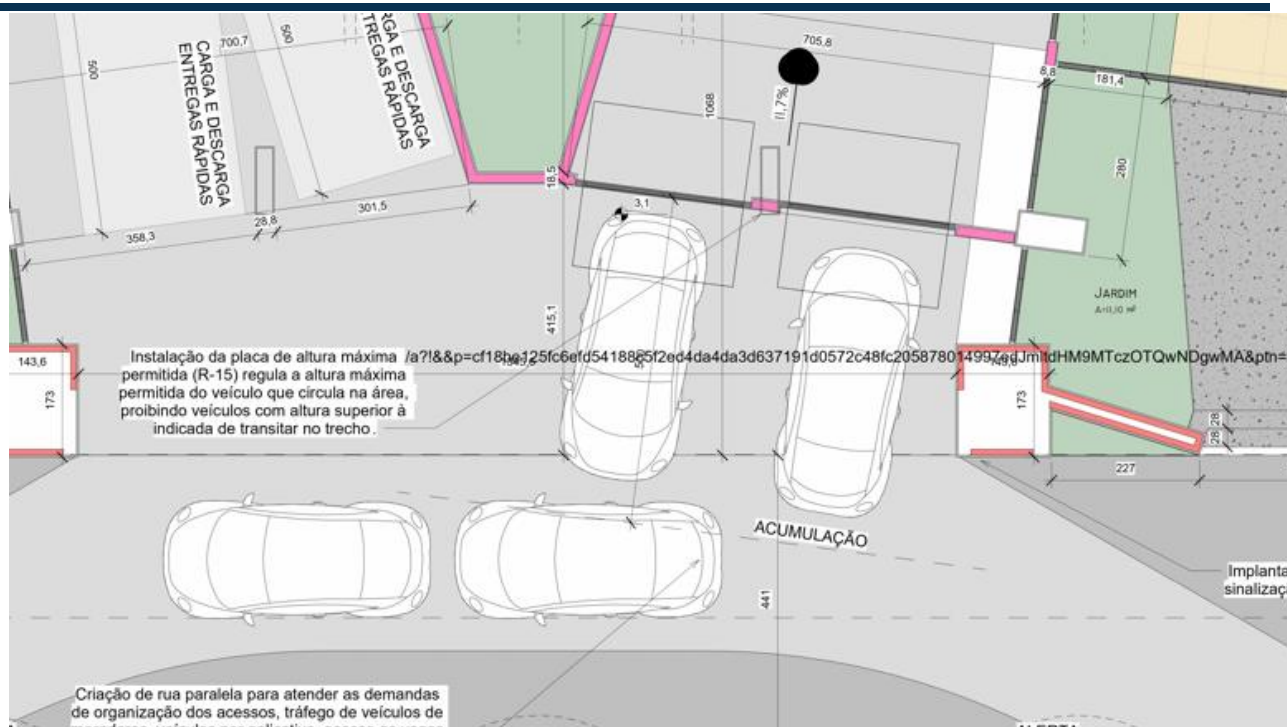 CARGA E DESCARGA
ENTREGAS RÁPIDAS
700,7
500
500
705,8
8,8
181,4
11,7%
1068
280
18,5
3,1
301,5
28,8
358,3
415,1
JARDIM
143,6
173
Instalação da placa de altura máxima
permitida (R-15) regula a altura máxima
permitida do veículo que circula na área,
proibindo veículos com altura superior à
indicada de transitar no trecho.
149,6
173
28
28
227
ACUMULAÇÃO
441
Implanta
sinalizaç
Criação de rua paralela para atender as demandas
de organização dos acessos, tráfego de veículos de